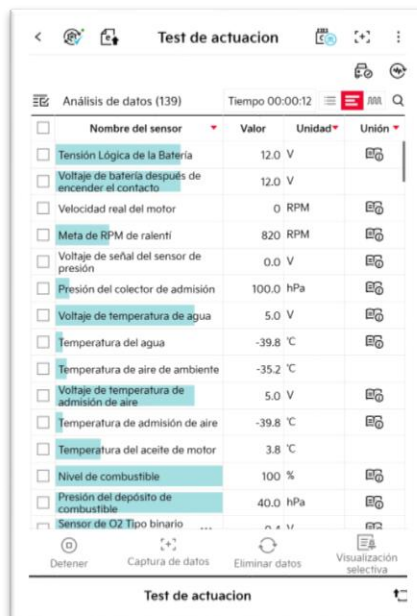 Test de actuacion
Análisis de datos (139) Tiempo 00:00:12
Nombre del sensor Valor Unidad Unión
Tensión Lógica de la Batería 12.0 V
Voltaje de batería después de
encender el contacto 12.0 V
Velocidad real del motor 0 RPM
Meta de RPM de ralentí 820 RPM
Voltaje de señal del sensor de
presión 0.0 V
Presión del colector de admisión 100.0 hPa
Voltaje de temperatura de agua 5.0 V
Temperatura del agua -39.8 °C
Temperatura de aire de ambiente -35.2 °C
Voltaje de temperatura de
admisión de aire 5.0 V
Temperatura de admisión de aire -39.8 °C
Temperatura del aceite de motor 3.8 °C
Nivel de combustible 100 %
Presión del depósito de
combustible 40.0 hPa
Sensor de O2 Tipo binario ... 0.4 V
Detener Captura de datos Eliminar datos Visualización
selectiva
Test de actuacion